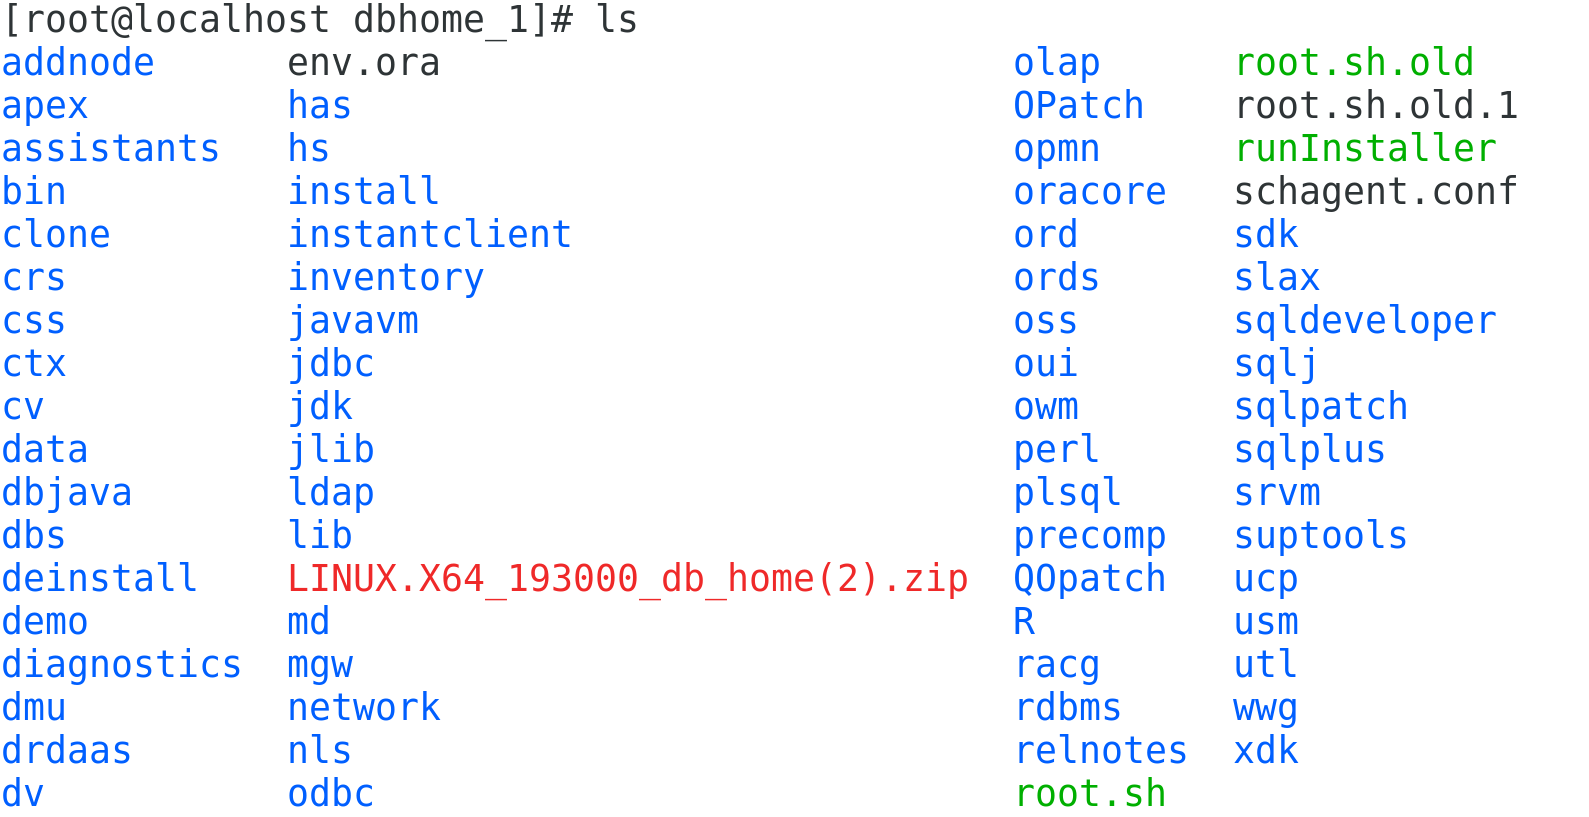 [root@localhost dbhome_1]# ls
addnode env.ora olap root.sh.old
apex has OPatch root.sh.old.1
assistants hs opmn runInstaller
bin install oracore schagent.conf
clone instantclient ord sdk
crs inventory ords slax
css javavm oss sqldeveloper
ctx jdbc oui sqlj
cv jdk owm sqlpatch
data jlib perl sqlplus
dbjava ldap plsql srvm
dbs lib precomp suptools
deinstall LINUX.X64_193000_db_home(2).zip QOpatch ucp
demo md R usm
diagnostics mgw racg utl
dmu network rdbms wwg
drdaas nls relnotes xdk
dv odbc root.sh